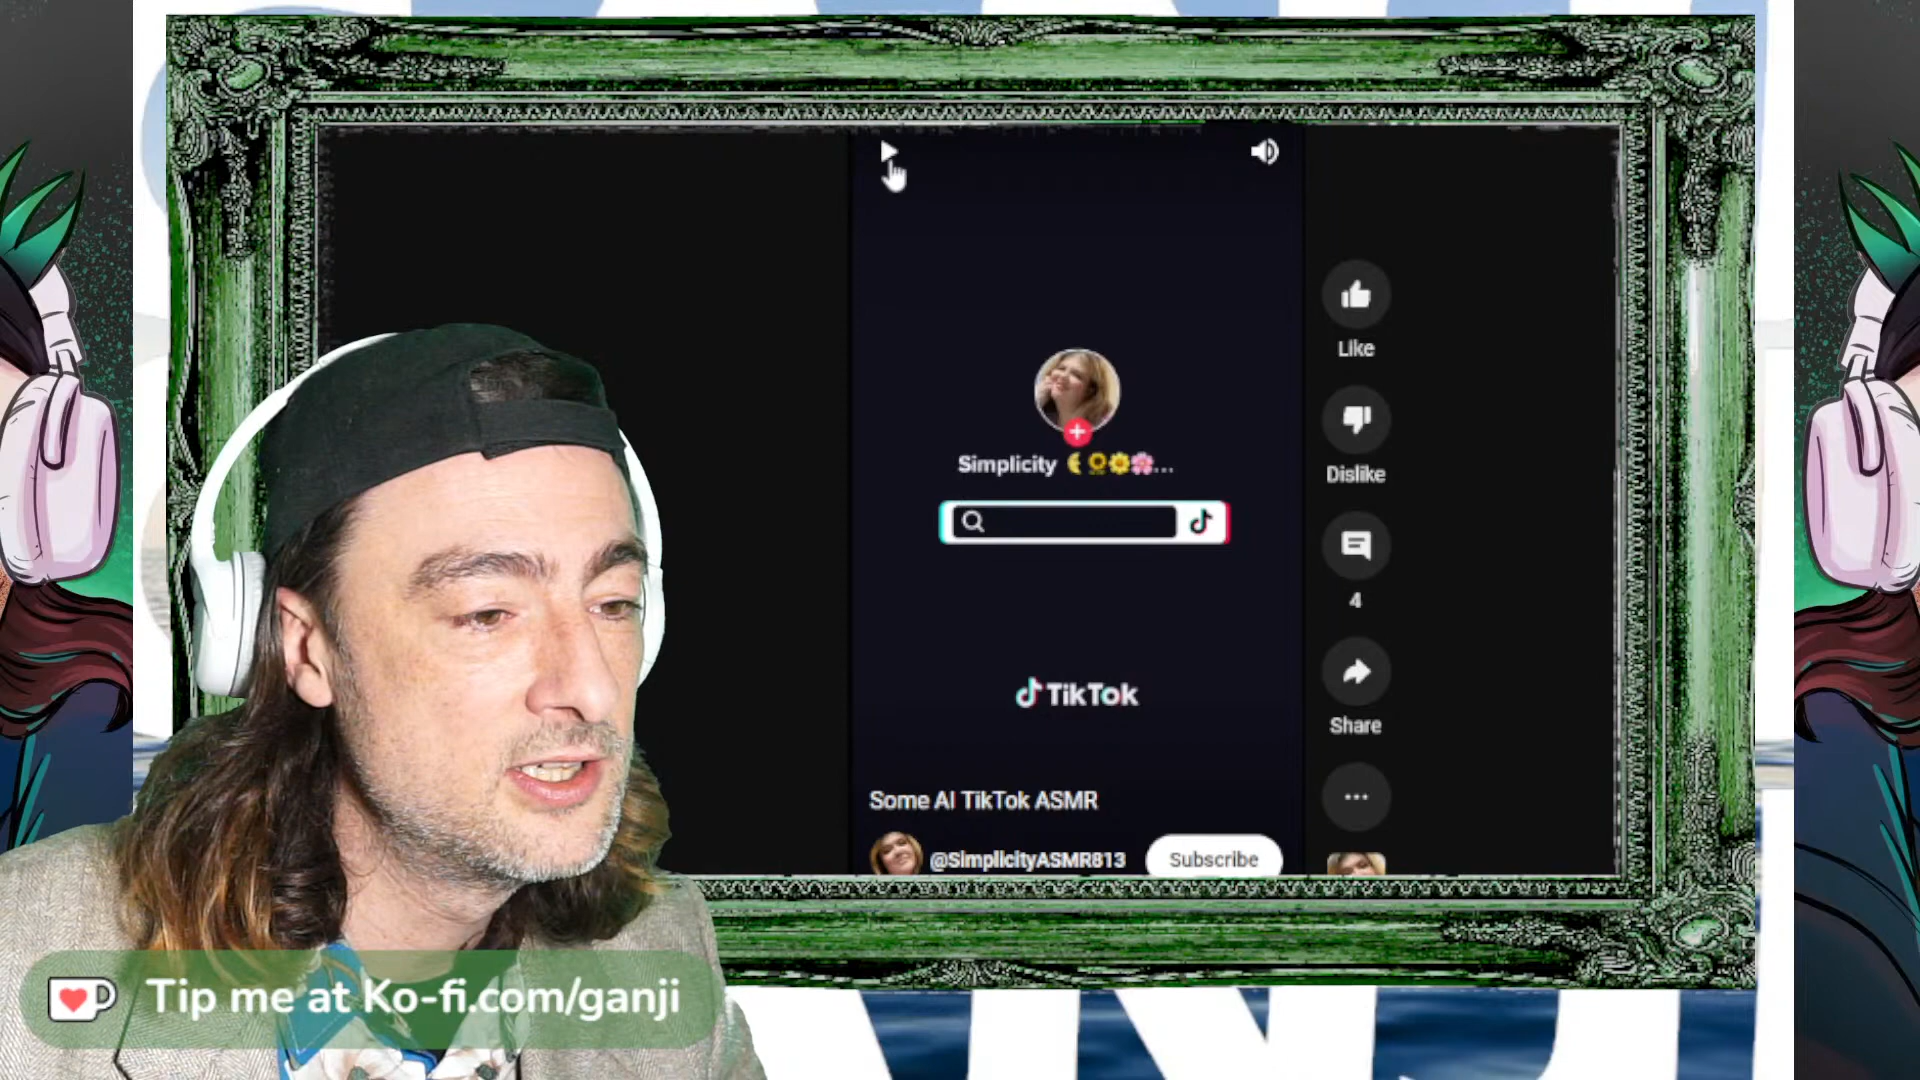 Like
Simplicity ...
Dislike
4
TikTok
Share
Some AI TikTok ASMR
@SimplicityASMR813
Subscribe
Tip me at Ko-fi.com/ganji